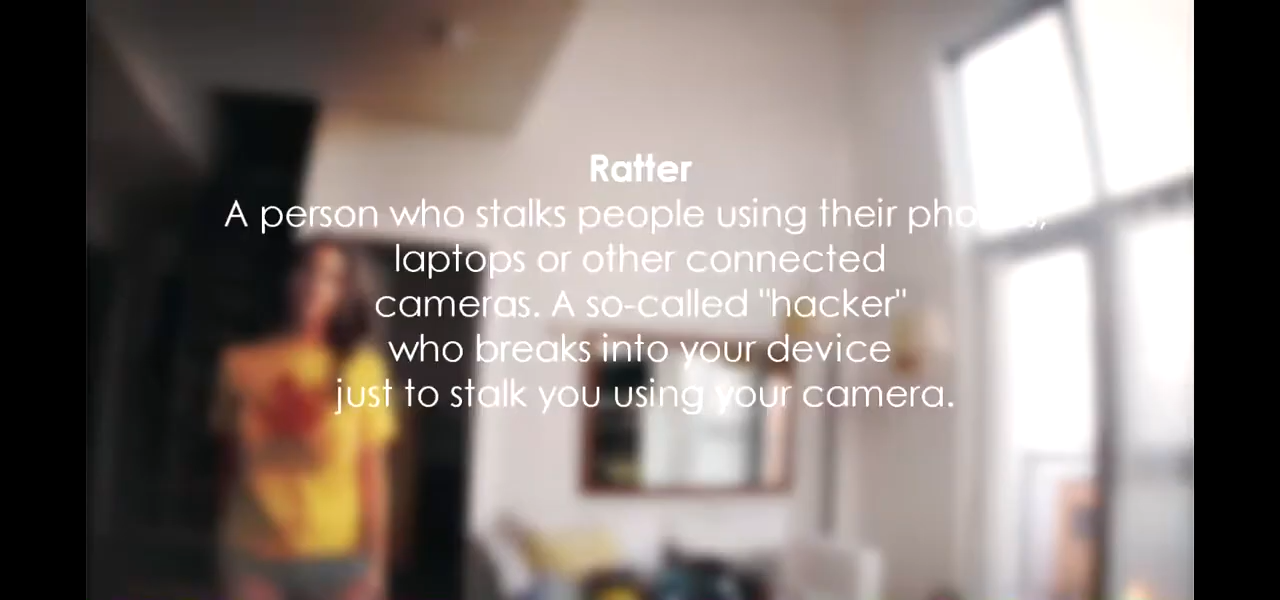 Ratter
A person who stalks people using their phones,
laptops or other connected
cameras. A so-called "hacker"
who breaks into your device
just to stalk you using your camera.